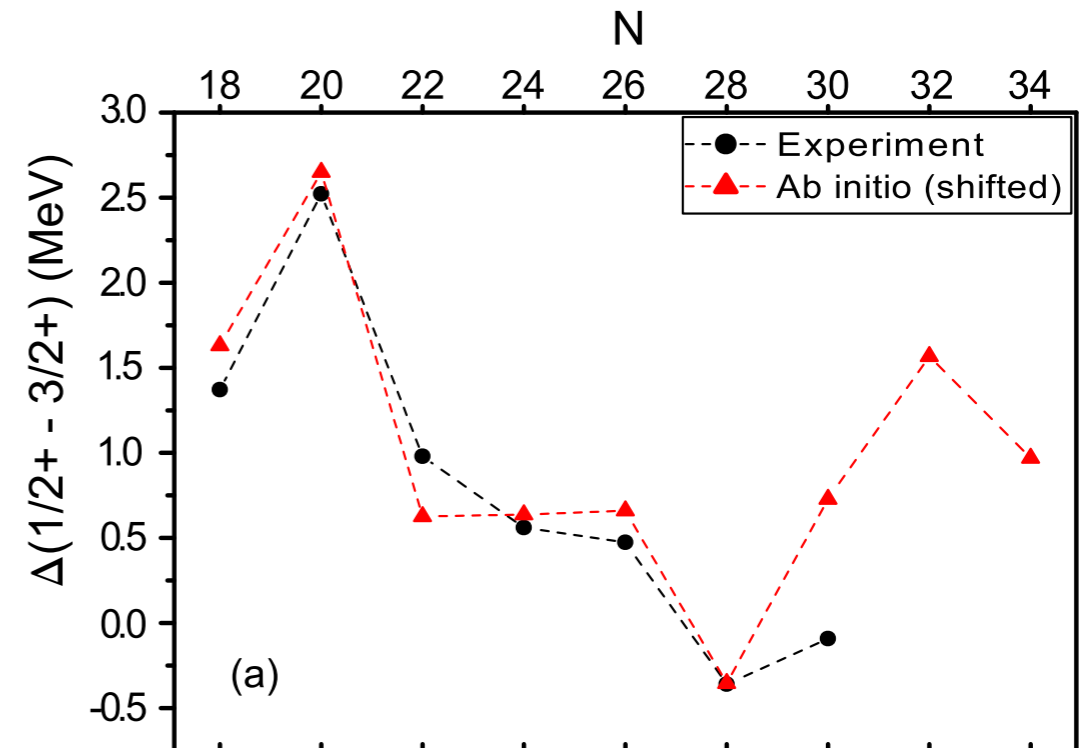 N
18 20 22 24 26 28 30 32 34
3.0
2.5
2.0
1.5
1.0
0.5
0.0
-0.5
Δ(1/2+ - 3/2+) (MeV)
Experiment
Ab initio (shifted)
(a)